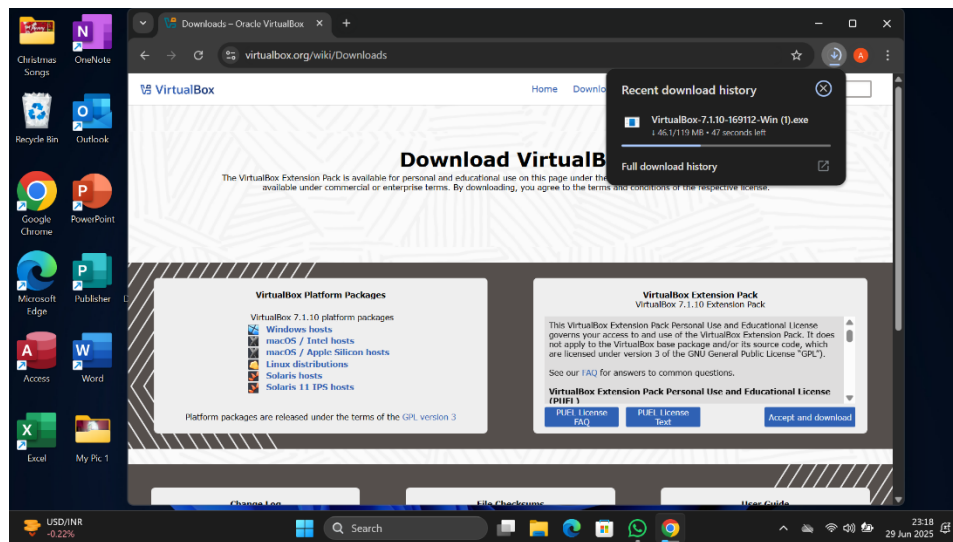 Christmas
Songs
OneNote
Recycle Bin
Outlook
Google
Chrome
PowerPoint
Microsoft
Edge
Publisher
Access
Word
Excel
My Pic 1
Downloads – Oracle VirtualBox
virtualbox.org/wiki/Downloads
A
VirtualBox
Home Downlo
Recent download history
VirtualBox-7.1.10-169112-Win (1).exe
↓ 46.1/119 MB • 47 seconds left
Full download history
Download VirtualB
The VirtualBox Extension Pack is available for personal and educational use on this page under the
available under commercial or enterprise terms. By downloading, you agree to the terms and conditions of the respective license.
VirtualBox Platform Packages
VirtualBox 7.1.10 platform packages
Windows hosts
macOS / Intel hosts
macOS / Apple Silicon hosts
Linux distributions
Solaris hosts
Solaris 11 IPS hosts
Platform packages are released under the terms of the GPL version 3
VirtualBox Extension Pack
VirtualBox 7.1.10 Extension Pack
This VirtualBox Extension Pack Personal Use and Educational License
governs your access to and use of the VirtualBox Extension Pack. It does
not apply to the VirtualBox base package and/or its source code, which
are licensed under version 3 of the GNU General Public License "GPL").
See our FAQ for answers to common questions.
VirtualBox Extension Pack Personal Use and Educational License
(PUEL)
PUEL License
FAQ
PUEL License
Text
Accept and download
Change Log
File Checksums
User Guide
USD/INR
-0.22%
Search
23:18
29 Jun 2025